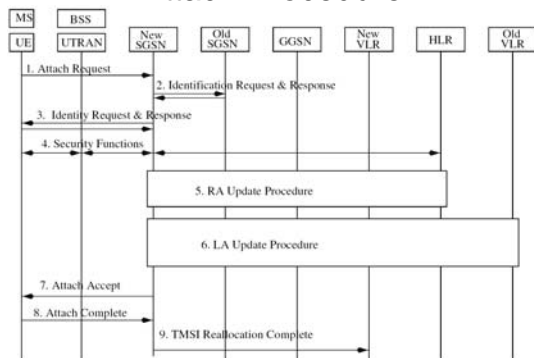 MS BSS
UE UTRAN New SGSN Old SGSN GGSN New VLR HLR Old VLR
1. Attach Request
2. Identification Request & Response
3. Identity Request & Response
4. Security Functions
5. RA Update Procedure
6. LA Update Procedure
7. Attach Accept
8. Attach Complete
9. TMSI Reallocation Complete